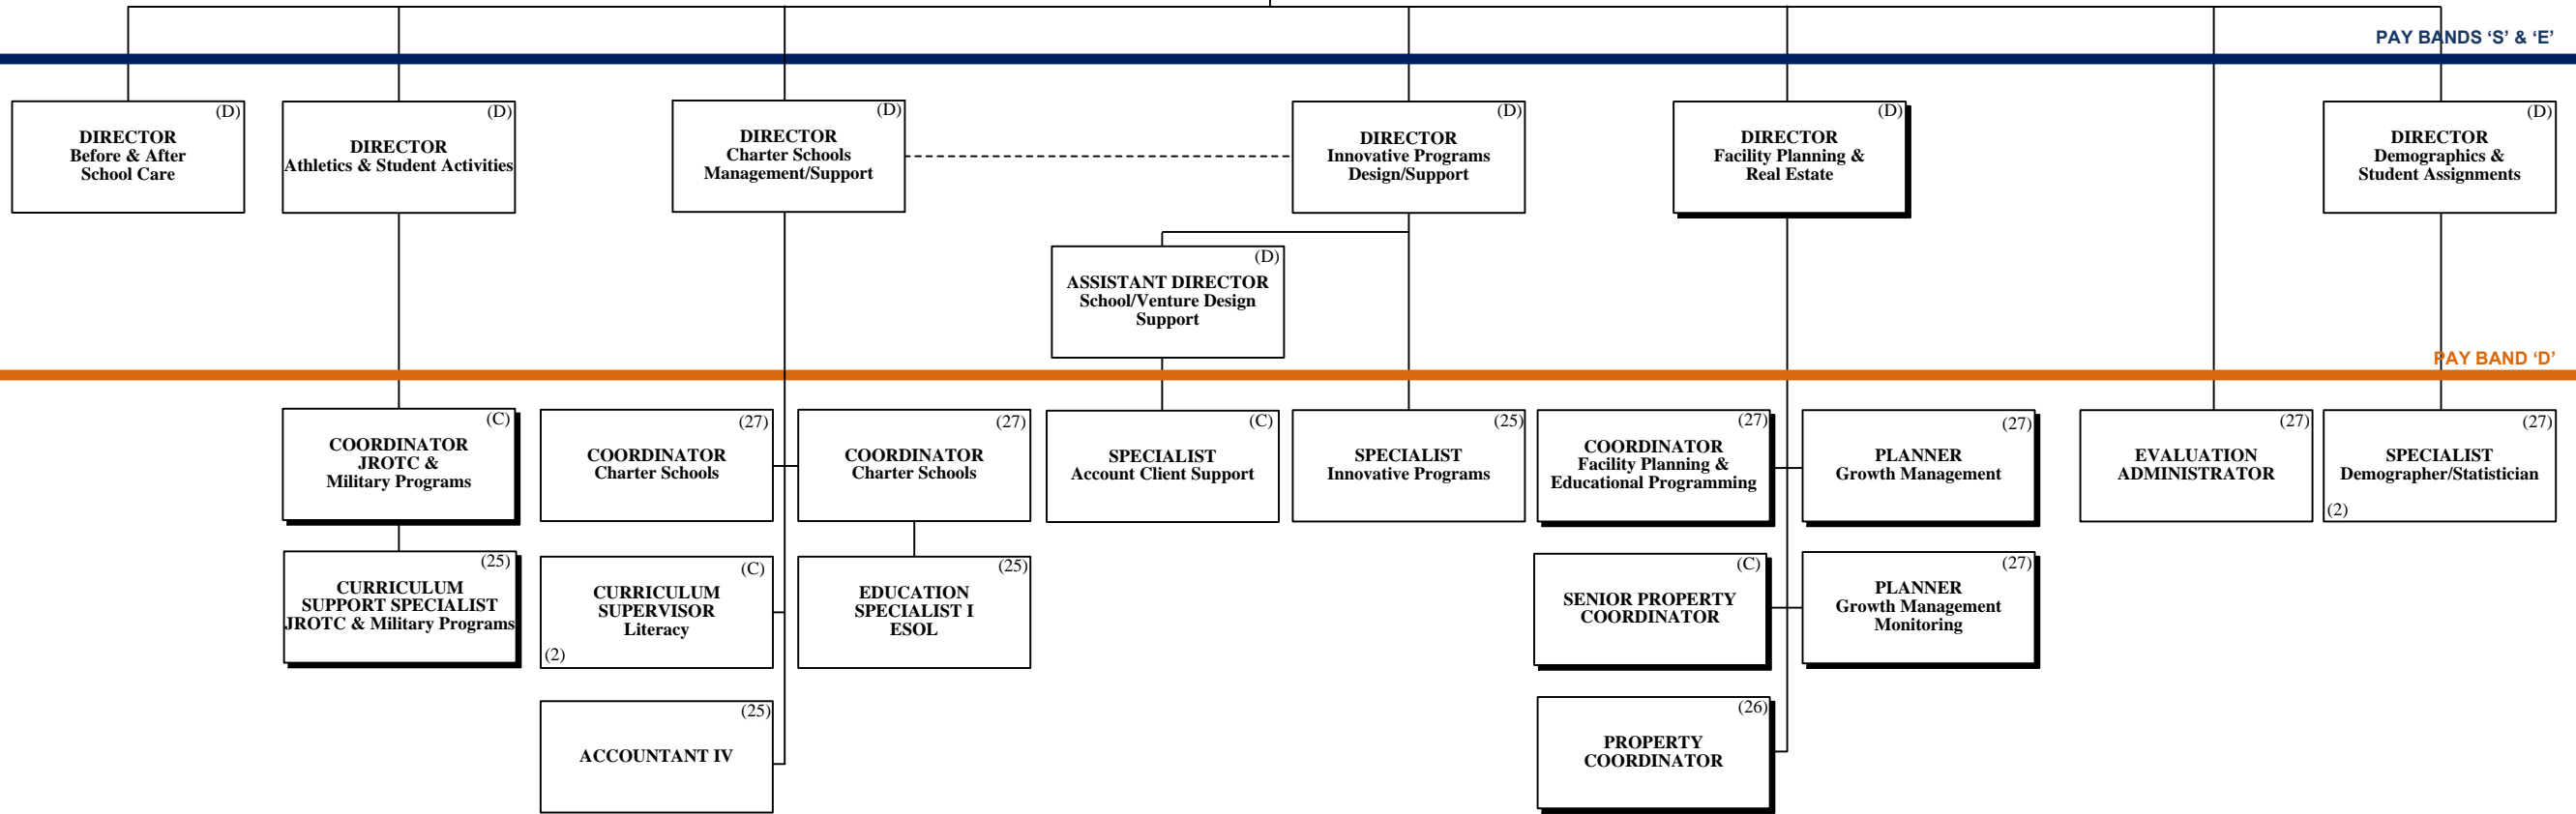 PAY BANDS ‘S’ & ‘E’
(D)
DIRECTOR
Before & After
School Care
(D)
DIRECTOR
Athletics & Student Activities
(D)
DIRECTOR
Charter Schools
Management/Support
(D)
DIRECTOR
Innovative Programs
Design/Support
(D)
DIRECTOR
Facility Planning &
Real Estate
(D)
DIRECTOR
Demographics &
Student Assignments
(D)
ASSISTANT DIRECTOR
School/Venture Design
Support
PAY BAND ‘D’
(C)
COORDINATOR
JROTC &
Military Programs
(27)
COORDINATOR
Charter Schools
(27)
COORDINATOR
Charter Schools
(C)
SPECIALIST
Account Client Support
(25)
SPECIALIST
Innovative Programs
(27)
COORDINATOR
Facility Planning &
Educational Programming
(27)
PLANNER
Growth Management
(27)
EVALUATION
ADMINISTRATOR
(27)
SPECIALIST
Demographer/Statistician
(2)
(25)
CURRICULUM
SUPPORT SPECIALIST
JROTC & Military Programs
(C)
CURRICULUM
SUPERVISOR
Literacy
(2)
(25)
EDUCATION
SPECIALIST I
ESOL
(C)
SENIOR PROPERTY
COORDINATOR
(27)
PLANNER
Growth Management
Monitoring
(25)
ACCOUNTANT IV
(26)
PROPERTY
COORDINATOR